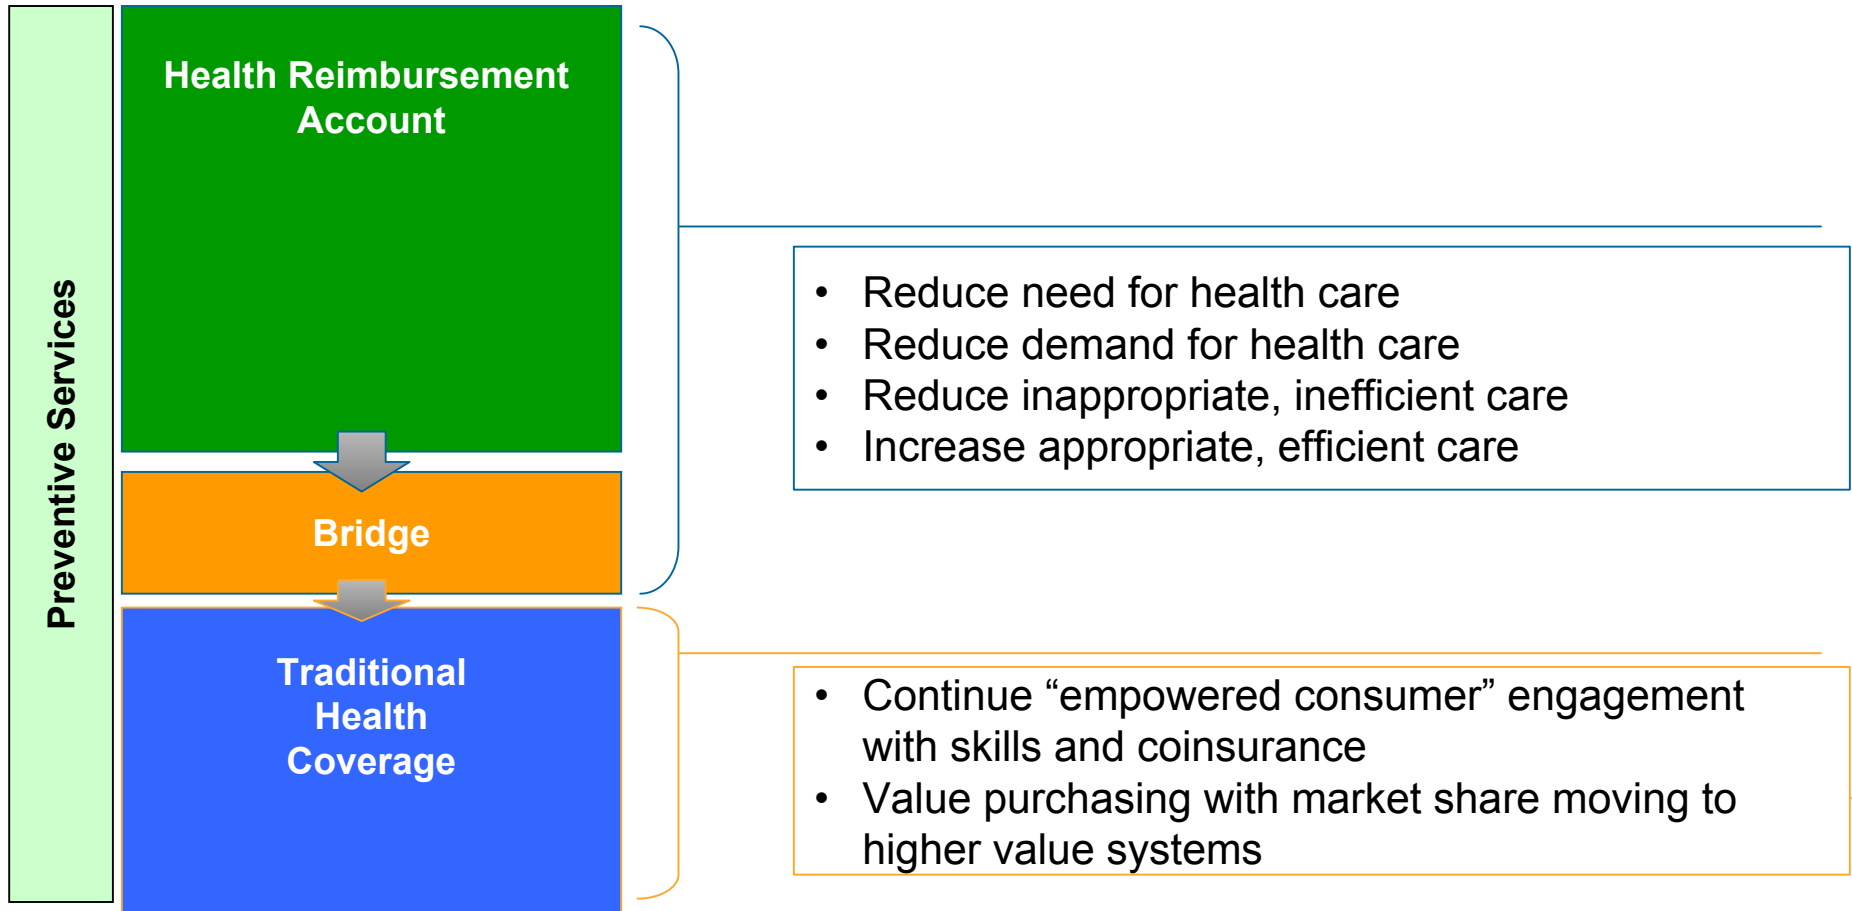 Preventive Services
Health Reimbursement
Account
Bridge
Traditional
Health
Coverage
• Reduce need for health care
• Reduce demand for health care
• Reduce inappropriate, inefficient care
• Increase appropriate, efficient care
• Continue “empowered consumer” engagement
with skills and coinsurance
• Value purchasing with market share moving to
higher value systems